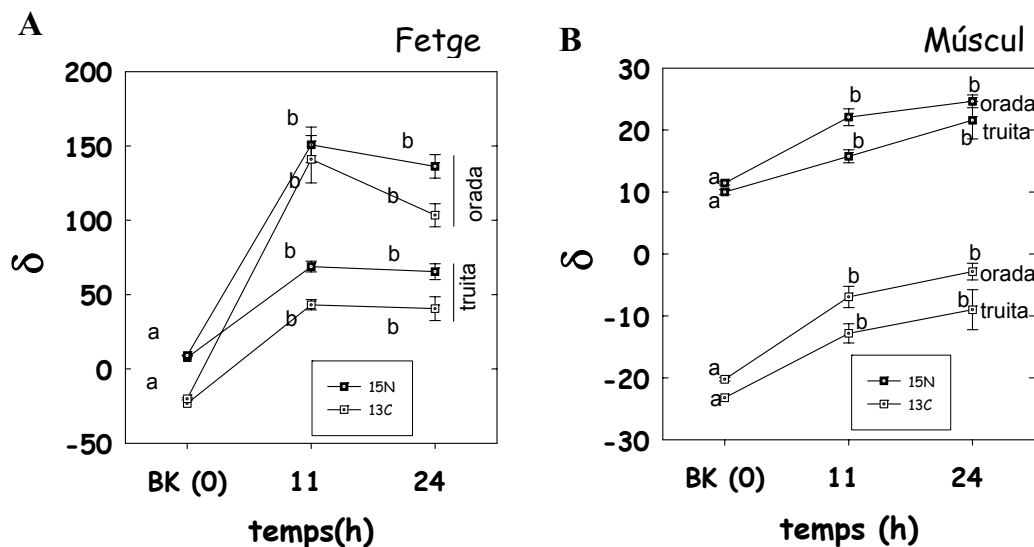 A
Fetge
200
150
100
50
0
-50
δ
b
b
b
b
b
b
b
b
a
a
orada
truita
15N
13C
BK (0)
11
24
temps(h)
B
Múscul
30
20
10
0
-10
-20
-30
δ
b
b
orada
truita
b
b
a
a
b
b
orada
b
b
truita
a
a
15N
13C
BK (0)
11
24
temps (h)